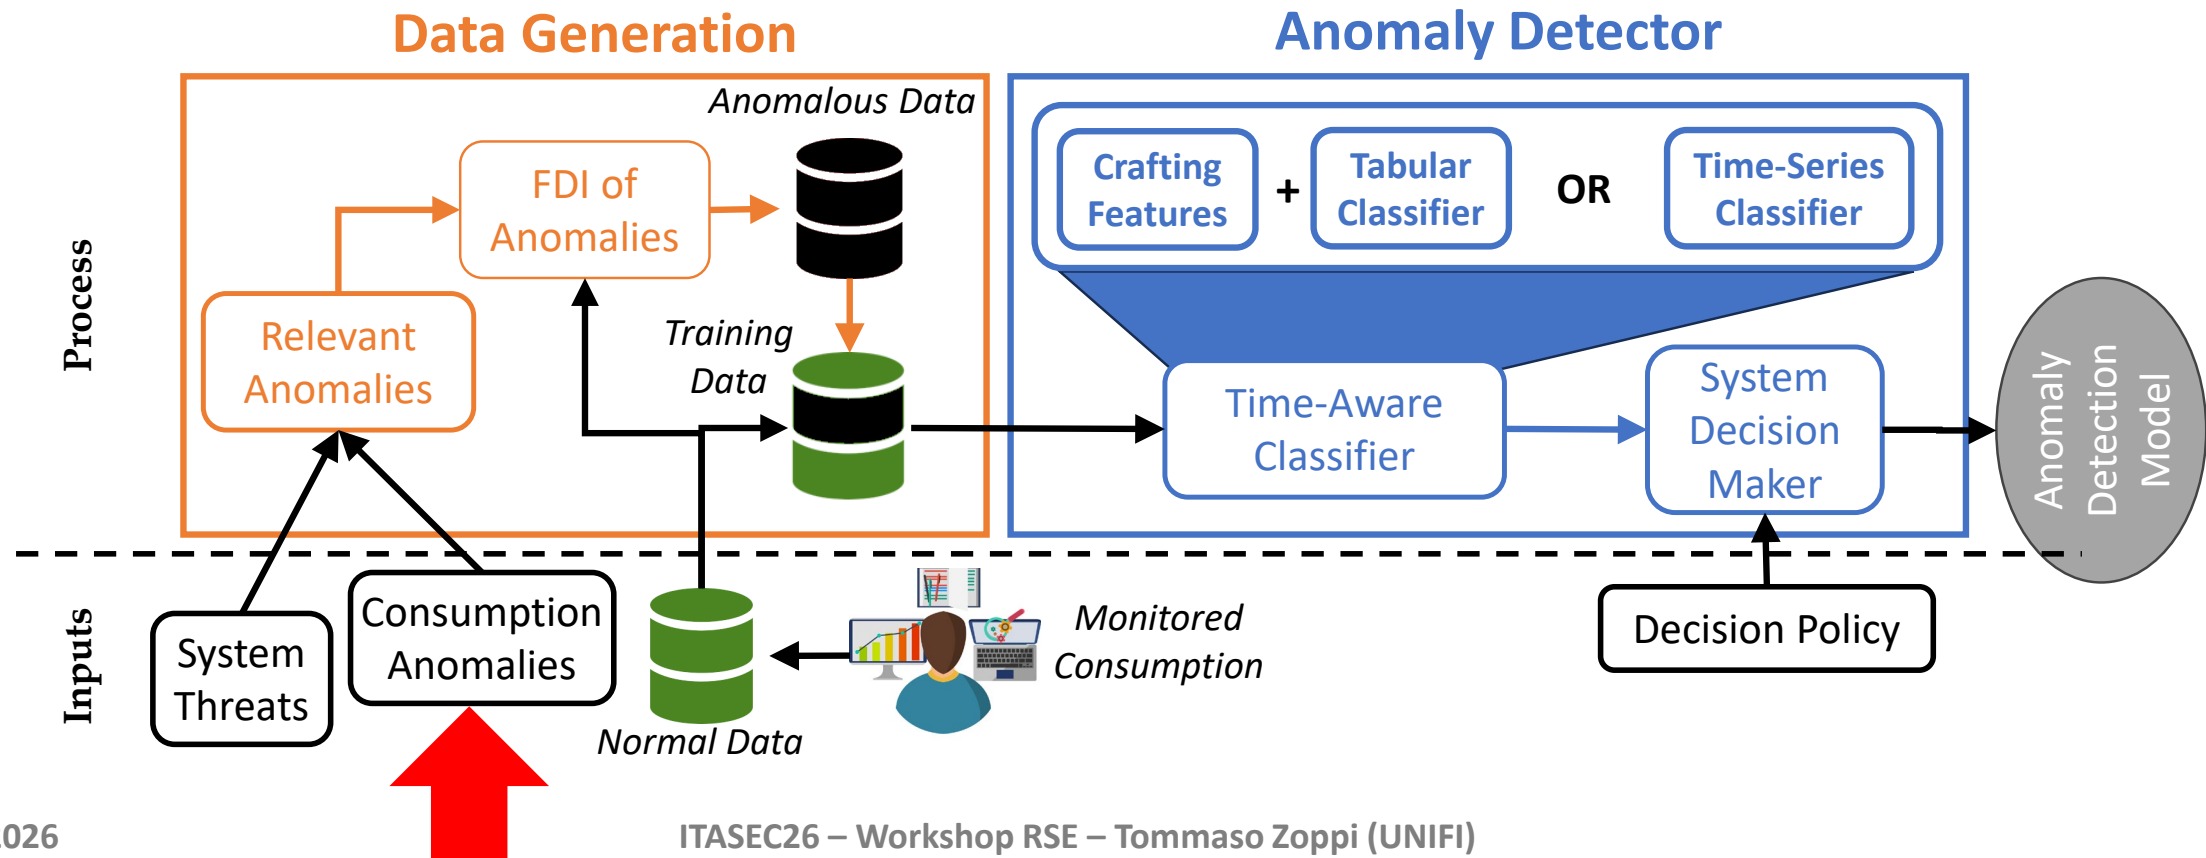 Data Generation
Anomaly Detector
Process
Anomalous Data
FDI of
Anomalies
Relevant
Anomalies
Training
Data
Crafting
Features
+
Tabular
Classifier
OR
Time-Series
Classifier
Time-Aware
Classifier
System
Decision
Maker
Anomaly
Detection
Model
Inputs
System
Threats
Consumption
Anomalies
Normal Data
Monitored
Consumption
Decision Policy
026
ITASEC26 – Workshop RSE – Tommaso Zoppi (UNIFI)